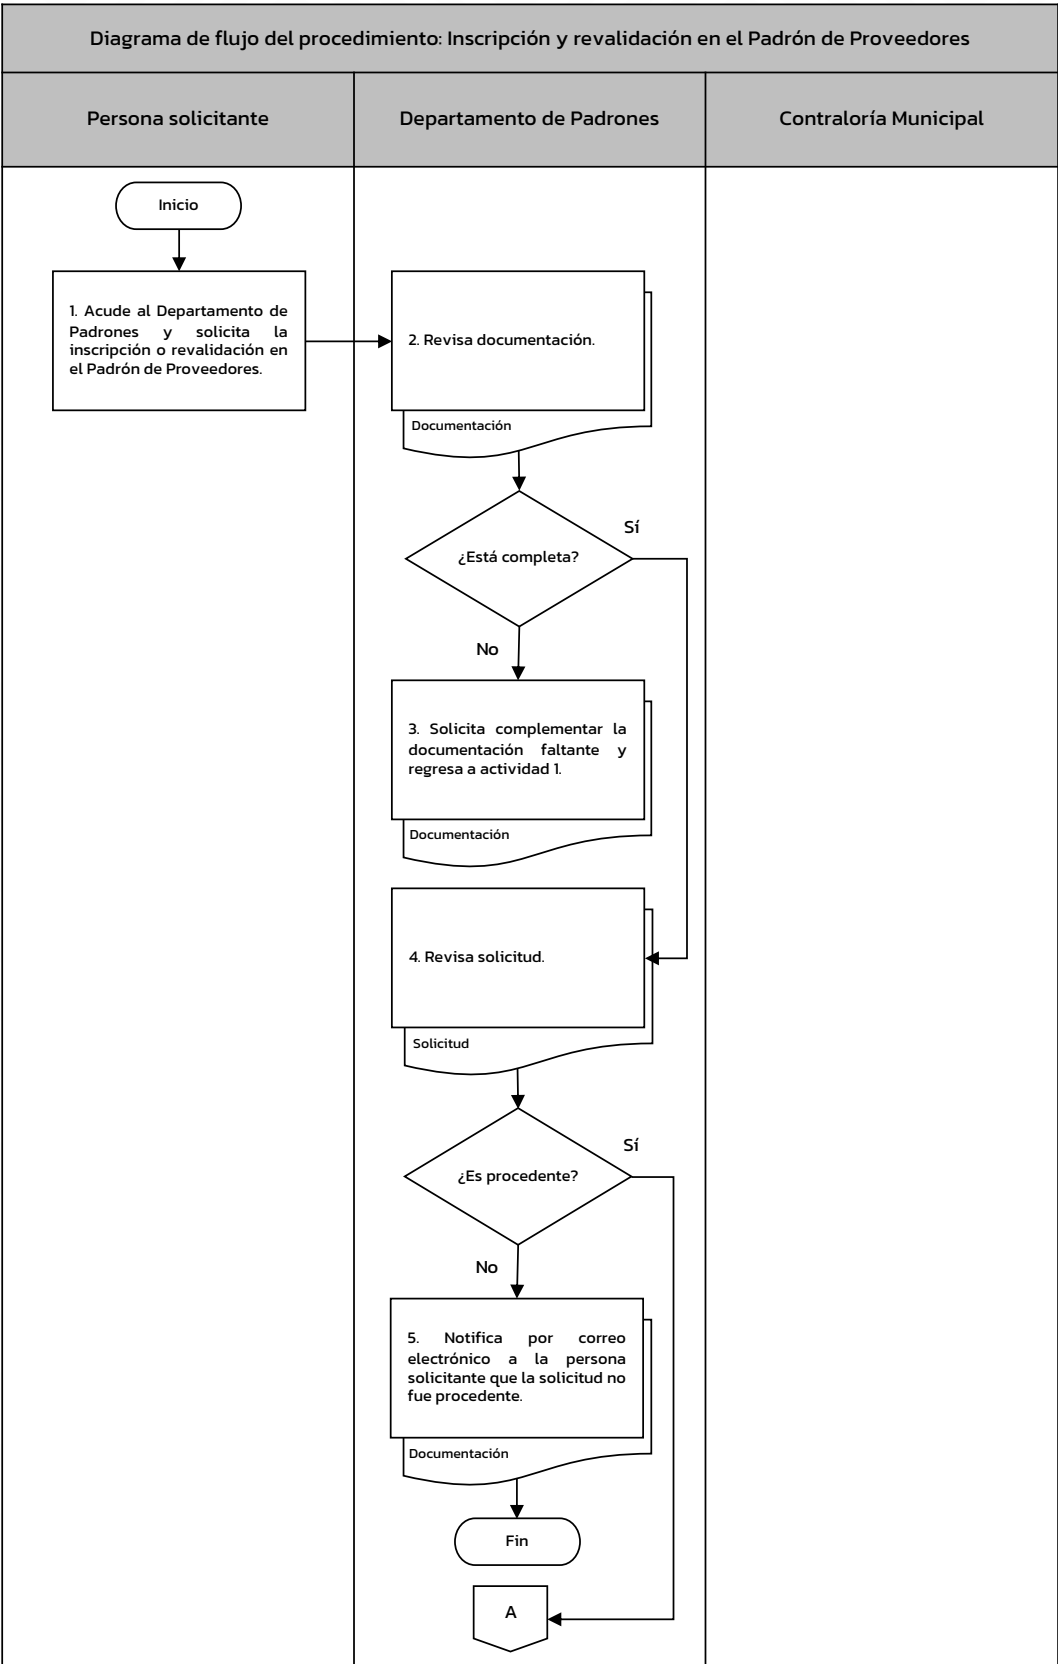 Diagrama de flujo del procedimiento: Inscripción y revalidación en el Padrón de Proveedores
Persona solicitante
Departamento de Padrones
Contraloría Municipal
Inicio
1. Acude al Departamento de
Padrones y solicita la
inscripción o revalidación en
el Padrón de Proveedores.
2. Revisa documentación.
Documentación
¿Está completa?
Sí
No
3. Solicita complementar la
documentación faltante y
regresa a actividad 1.
Documentación
4. Revisa solicitud.
Solicitud
¿Es procedente?
Sí
No
5. Notifica por correo
electrónico a la persona
solicitante que la solicitud no
fue procedente.
Documentación
Fin
A